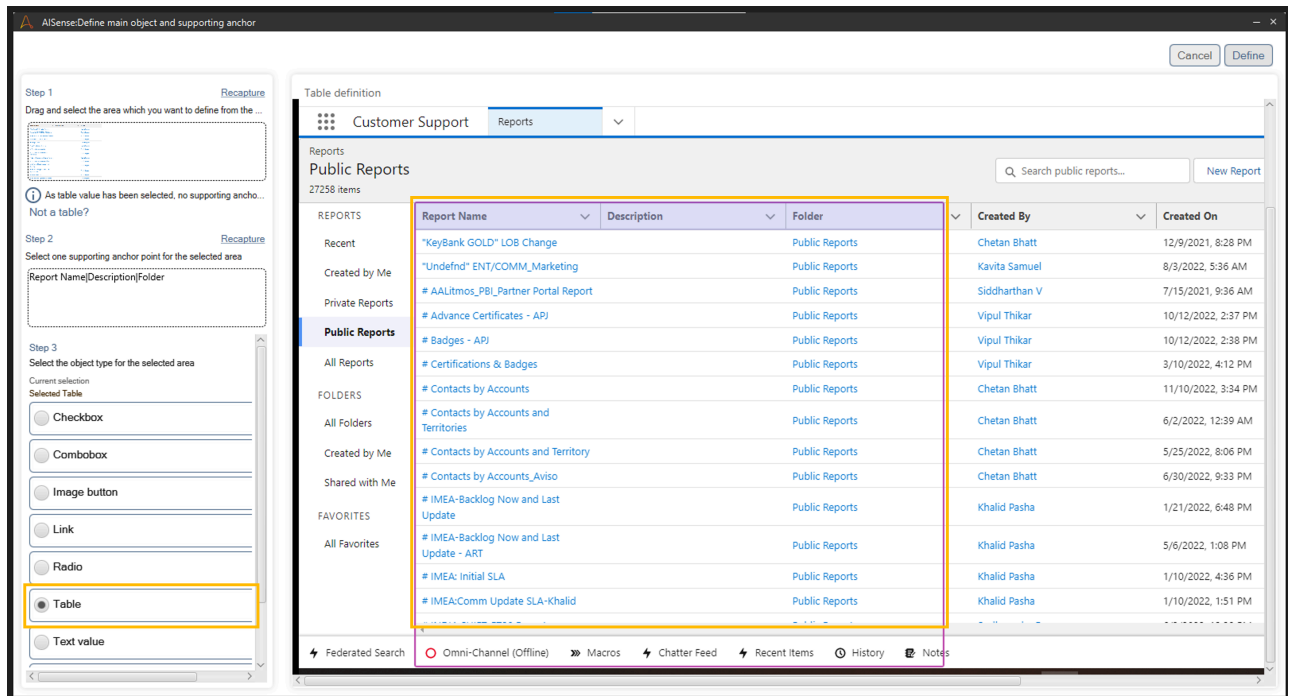 AISense:Define main object and supporting anchor
Cancel
Define
Step 1
Recapture
Drag and select the area which you want to define from the ...
As table value has been selected, no supporting ancho...
Not a table?
Step 2
Recapture
Select one supporting anchor point for the selected area
Report Name|Description|Folder
Step 3
Select the object type for the selected area
Current selection
Selected Table
Checkbox
Combobox
Image button
Link
Radio
Table
Text value
Table definition
Customer Support
Reports
Reports
Public Reports
27258 items
Search public reports...
New Report
REPORTS
Recent
Created by Me
Private Reports
Public Reports
All Reports
FOLDERS
All Folders
Created by Me
Shared with Me
FAVORITES
All Favorites
Report Name Description Folder Created By Created On
"KeyBank GOLD" LOB Change Public Reports Chetan Bhatt 12/9/2021, 8:28 PM
"Undefnd" ENT/COMM_Marketing Public Reports Kavita Samuel 8/3/2022, 5:36 AM
# AALitmos_PBI_Partner Portal Report Public Reports Siddharthan V 7/15/2021, 9:36 AM
# Advance Certificates - APJ Public Reports Vipul Thikar 10/12/2022, 2:37 PM
# Badges - APJ Public Reports Vipul Thikar 10/12/2022, 2:38 PM
# Certifications & Badges Public Reports Vipul Thikar 3/10/2022, 4:12 PM
# Contacts by Accounts Public Reports Chetan Bhatt 11/10/2022, 3:34 PM
# Contacts by Accounts and
Territories Public Reports Chetan Bhatt 6/2/2022, 12:39 AM
# Contacts by Accounts and Territory Public Reports Chetan Bhatt 5/25/2022, 8:06 PM
# Contacts by Accounts_Aviso Public Reports Chetan Bhatt 6/30/2022, 9:33 PM
# IMEA-Backlog Now and Last
Update Public Reports Khalid Pasha 1/21/2022, 6:48 PM
# IMEA-Backlog Now and Last
Update - ART Public Reports Khalid Pasha 5/6/2022, 1:08 PM
# IMEA: Initial SLA Public Reports Khalid Pasha 1/10/2022, 4:36 PM
# IMEA:Comm Update SLA-Khalid Public Reports Khalid Pasha 1/10/2022, 1:51 PM
Federated Search
Omni-Channel (Offline)
Macros
Chatter Feed
Recent Items
History
Notes